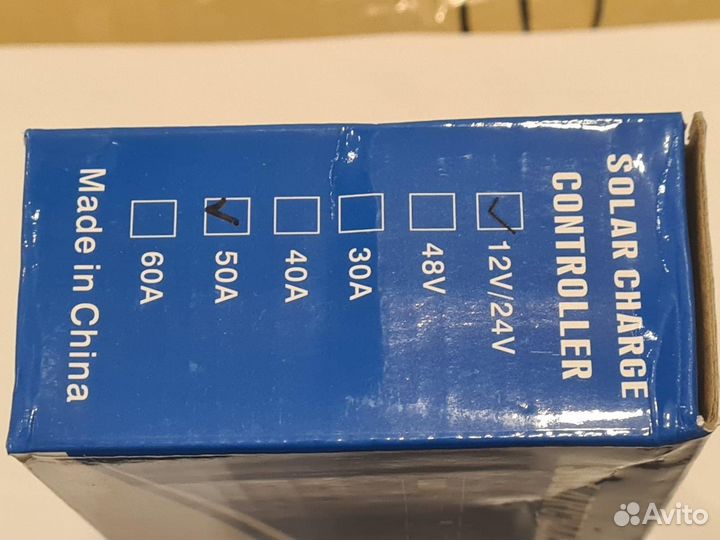 SOLAR CHARGE
CONTROLLER
12V/24V
48V
30A
40A
50A
60A
Made in China
Avito